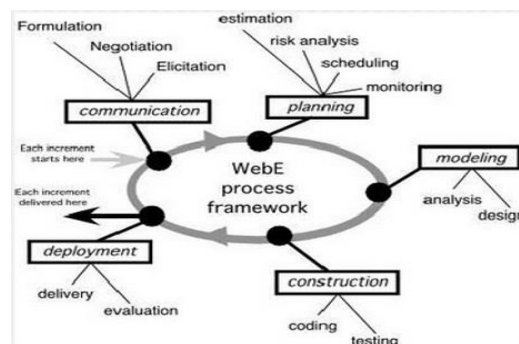 Formulation
Negotiation
Elicitation
communication
estimation
risk analysis
scheduling
monitoring
planning
Each increment
starts here
WebE
process
framework
modeling
analysis
design
Each increment
delivered here
deployment
delivery
evaluation
construction
coding
testing